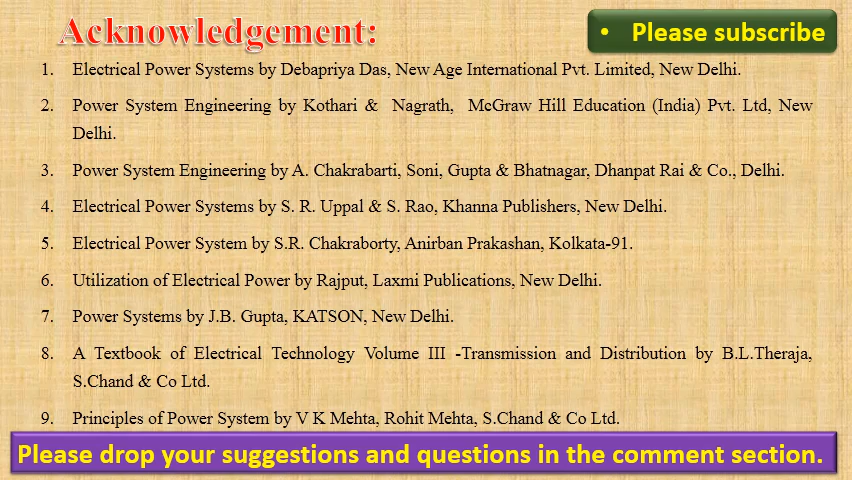 Acknowledgement:
• Please subscribe
1. Electrical Power Systems by Debapriya Das, New Age International Pvt. Limited, New Delhi.
2. Power System Engineering by Kothari & Nagrath, McGraw Hill Education (India) Pvt. Ltd, New
Delhi.
3. Power System Engineering by A. Chakrabarti, Soni, Gupta & Bhatnagar, Dhanpat Rai & Co., Delhi.
4. Electrical Power Systems by S. R. Uppal & S. Rao, Khanna Publishers, New Delhi.
5. Electrical Power System by S.R. Chakraborty, Anirban Prakashan, Kolkata-91.
6. Utilization of Electrical Power by Rajput, Laxmi Publications, New Delhi.
7. Power Systems by J.B. Gupta, KATSON, New Delhi.
8. A Textbook of Electrical Technology Volume III -Transmission and Distribution by B.L.Theraja,
S.Chand & Co Ltd.
9. Principles of Power System by V K Mehta, Rohit Mehta, S.Chand & Co Ltd.
Please drop your suggestions and questions in the comment section.